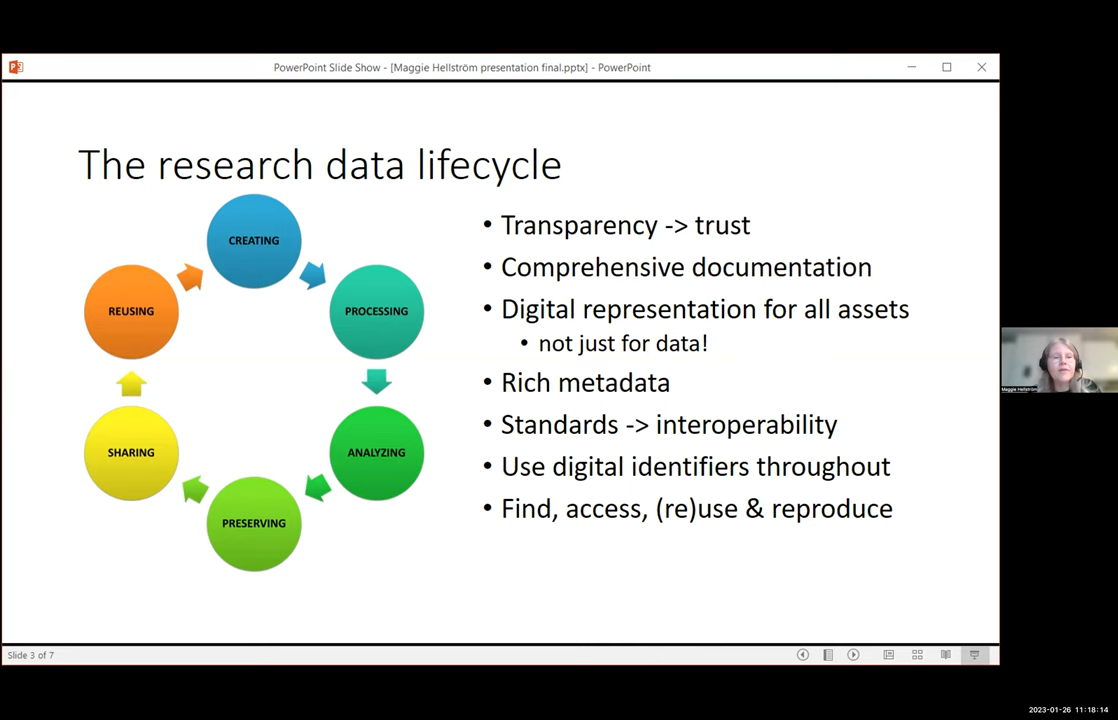 PowerPoint Slide Show - [Maggie Hellström presentation final.pptx] - PowerPoint
The research data lifecycle
CREATING
PROCESSING
ANALYZING
PRESERVING
SHARING
REUSING
• Transparency -> trust
• Comprehensive documentation
• Digital representation for all assets
• not just for data!
• Rich metadata
• Standards -> interoperability
• Use digital identifiers throughout
• Find, access, (re)use & reproduce
Maggie Hellström
Slide 3 of 7
2023-01-26 11:18:14